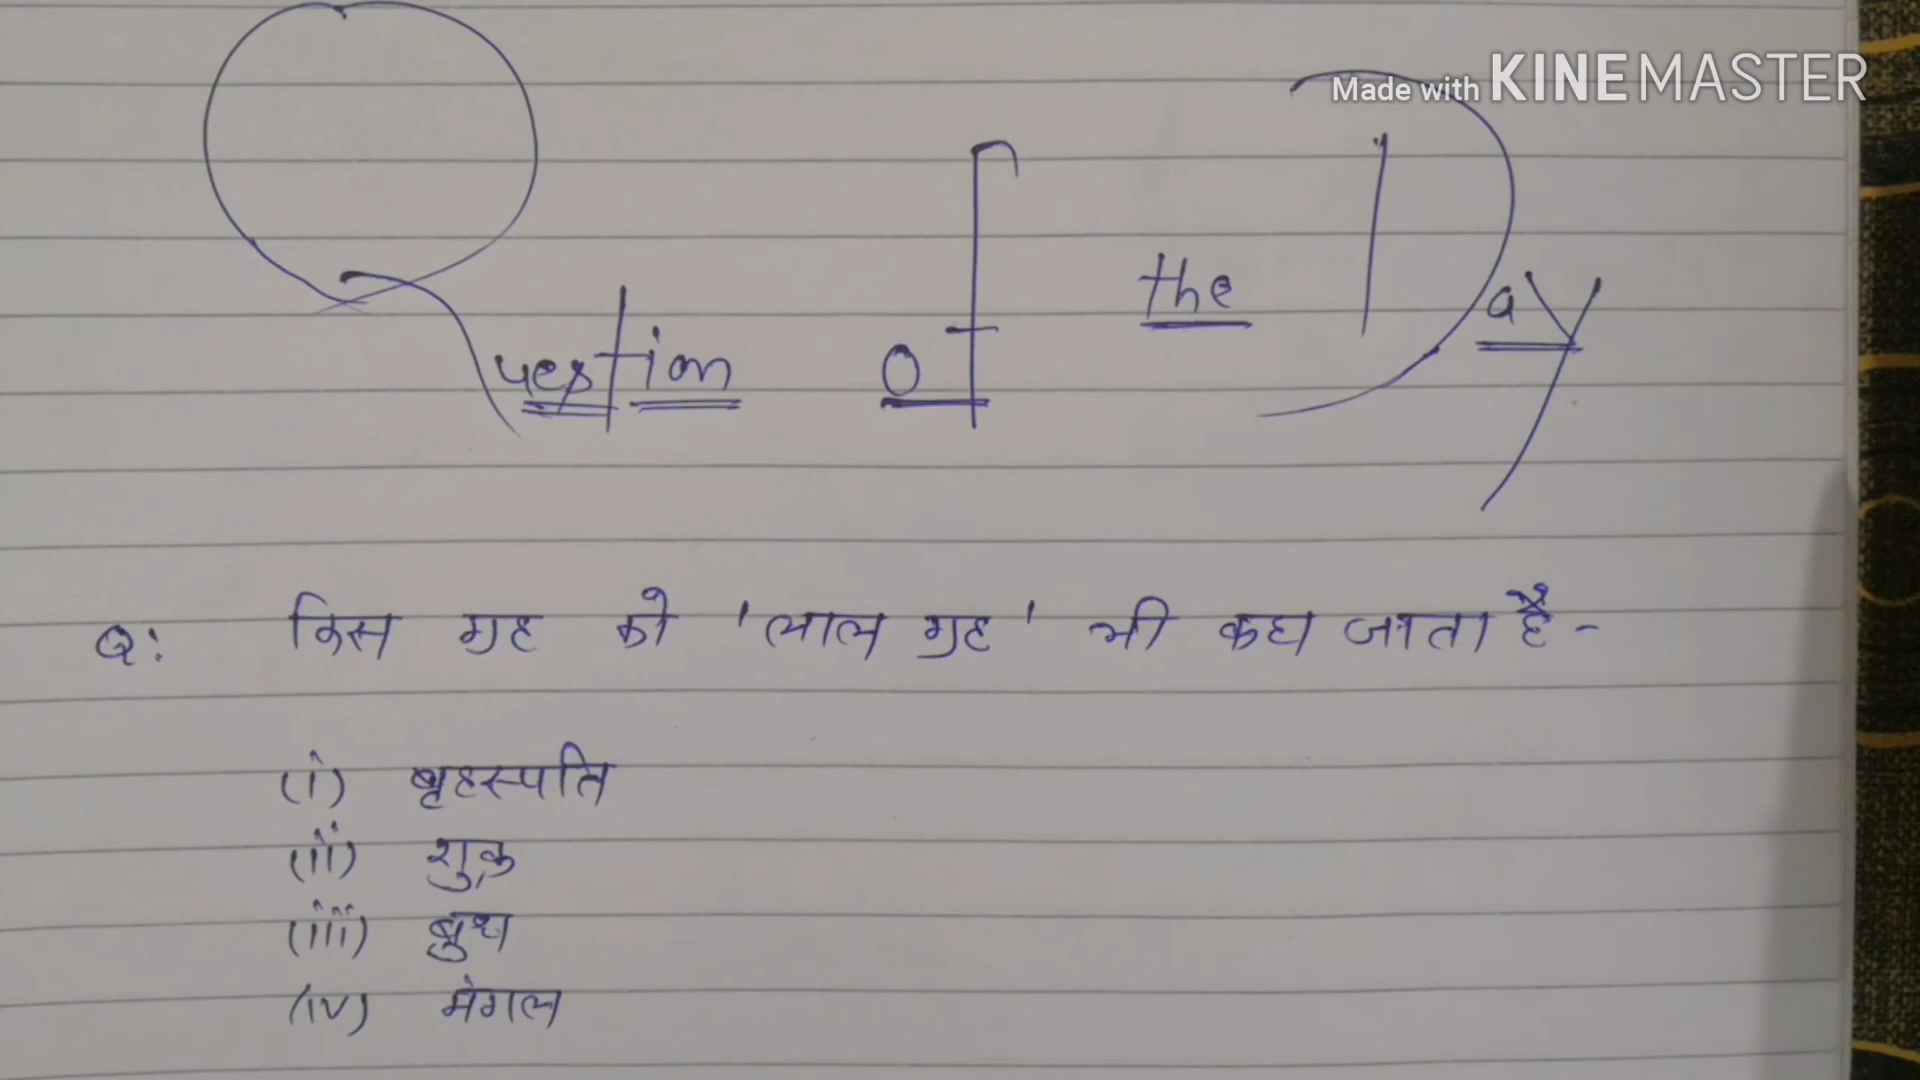 Made with KINEMASTER
Question of the Day
Q: किस ग्रह को 'लाल ग्रह' भी कहा जाता है -
(i) बृहस्पति
(ii) शुक्र
(iii) बुध
(iv) मंगल